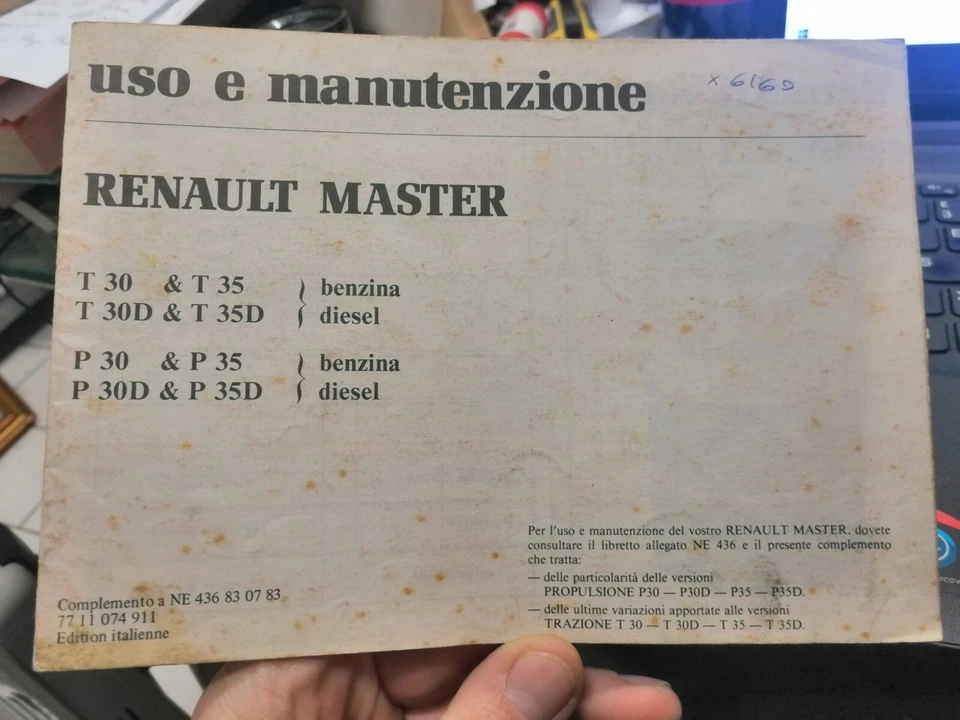 uso e manutenzione
x 616D
RENAULT MASTER
T 30 & T 35 } benzina
T 30D & T 35D } diesel
P 30 & P 35 } benzina
P 30D & P 35D } diesel
Per l'uso e manutenzione del vostro RENAULT MASTER, dovete
consultare il libretto allegato NE 436 e il presente complemento
che tratta:
— delle particolarità delle versioni
PROPULSIONE P30 — P30D — P35 — P35D.
— delle ultime variazioni apportate alle versioni
TRAZIONE T 30 — T 30D — T 35 — T 35D.
Complemento a NE 436 83 07 83
77 11 074 911
Edition italienne